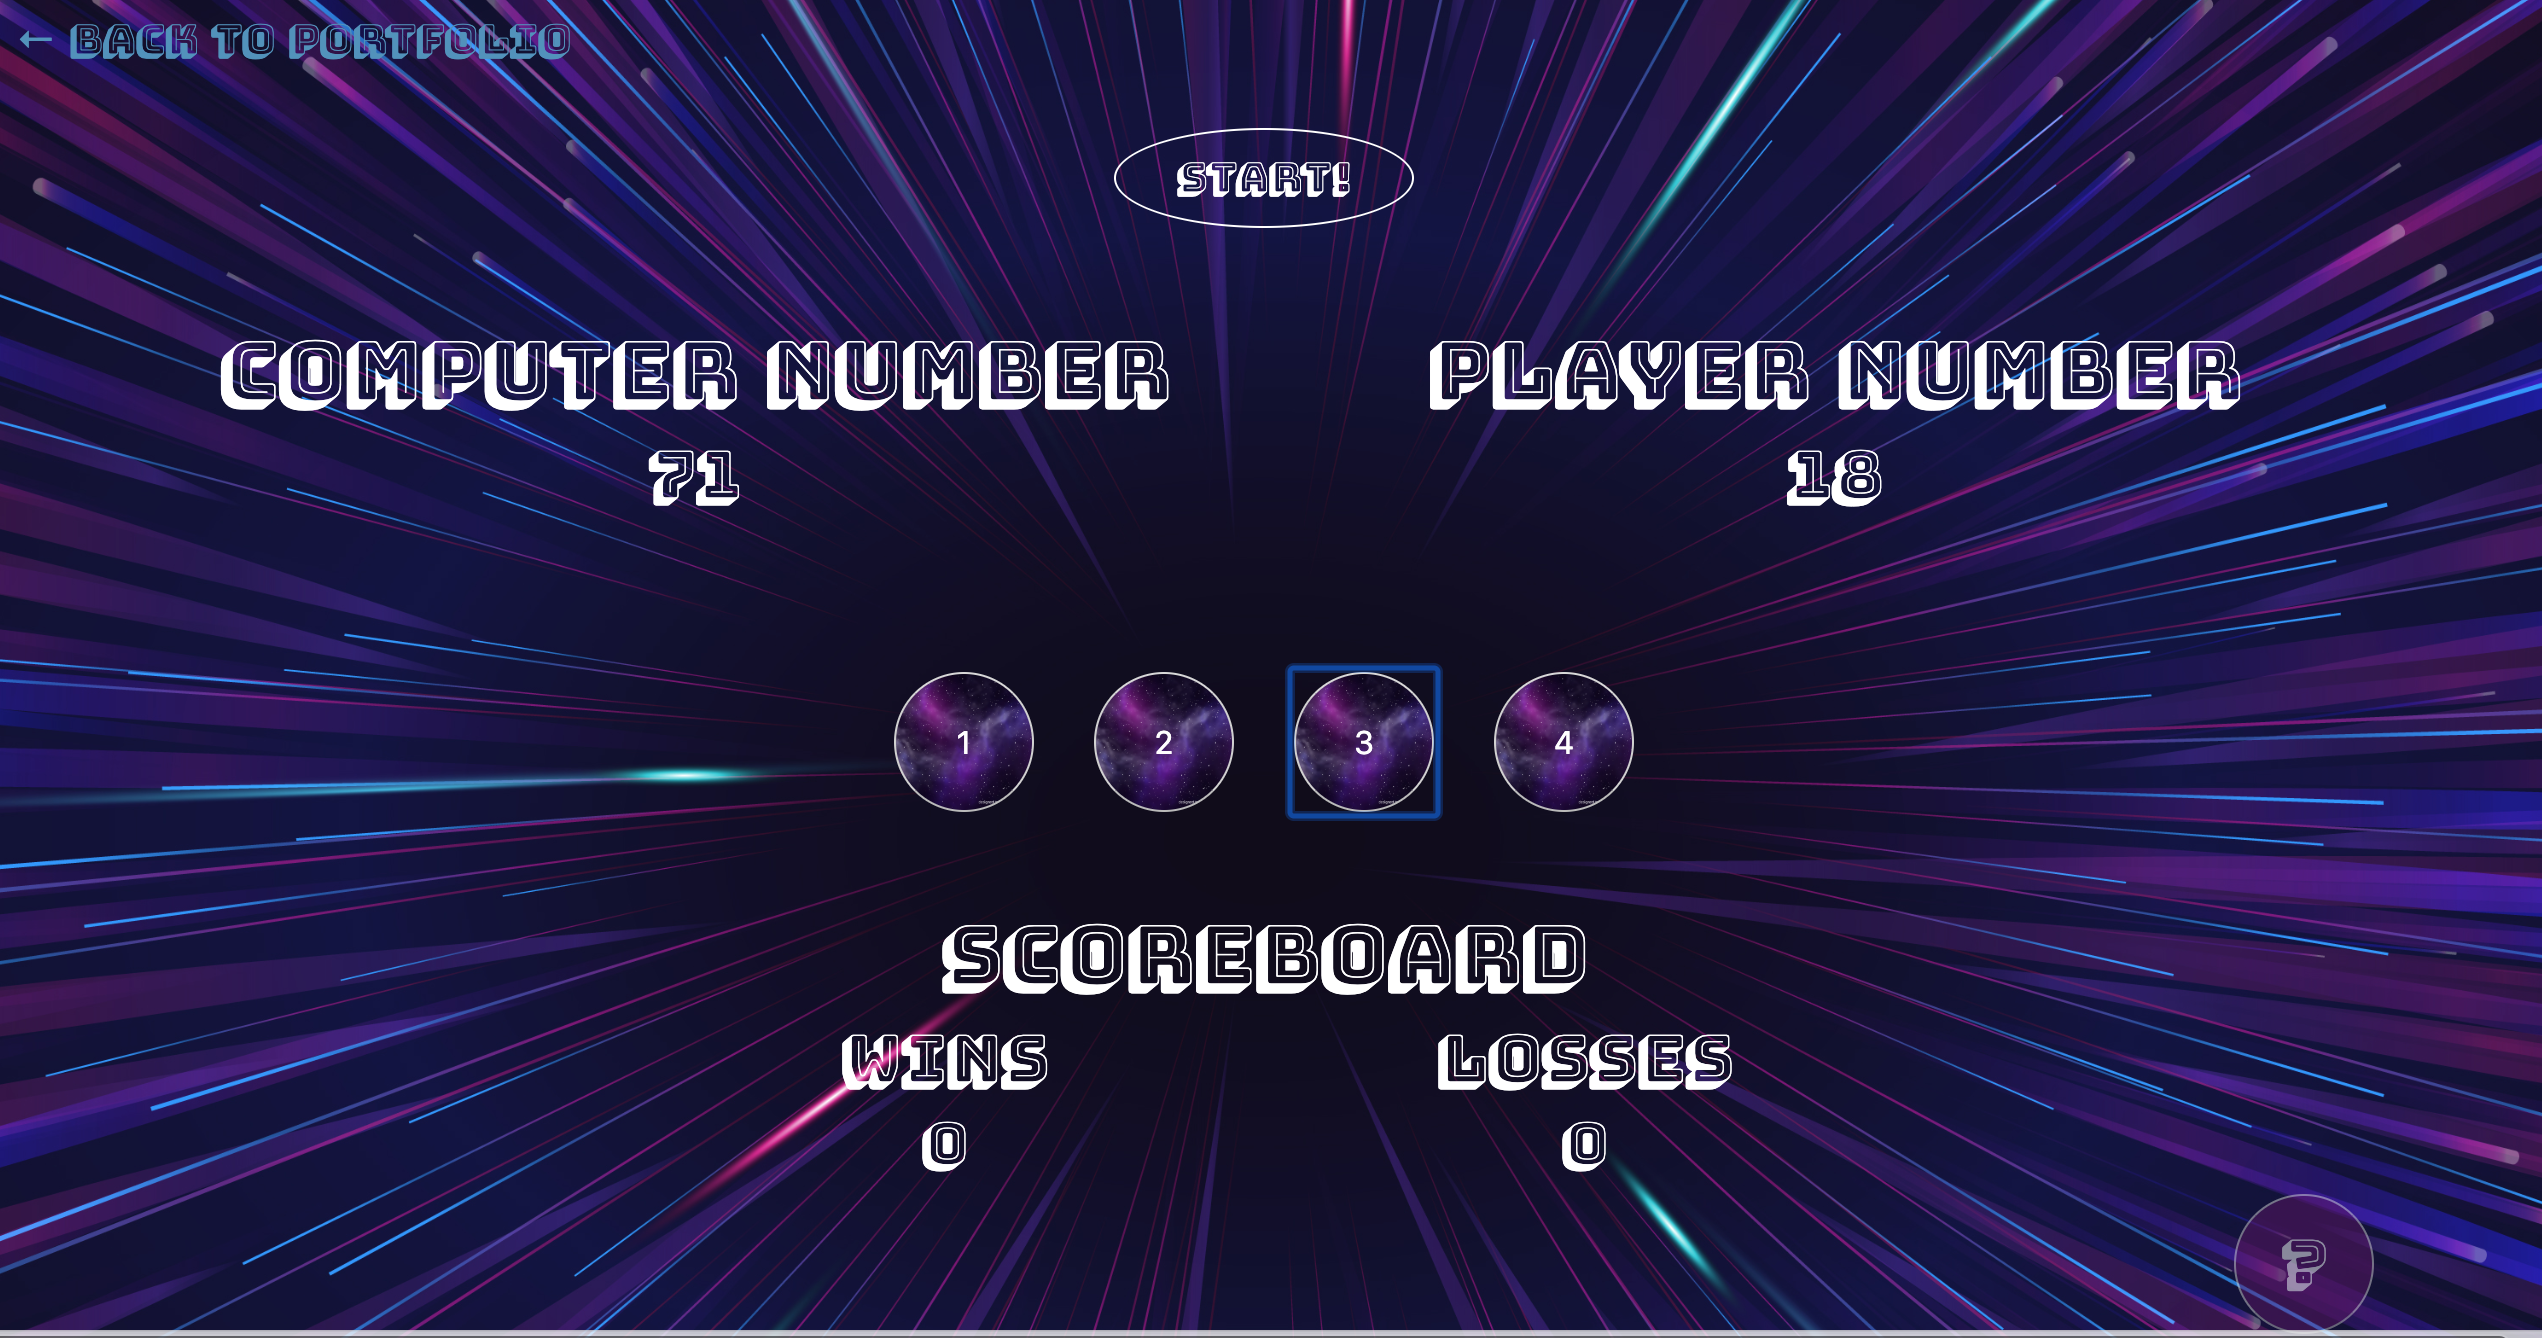 ← BACK TO PORTFOLIO
START!
COMPUTER NUMBER
71
PLAYER NUMBER
18
1
2
3
4
SCOREBOARD
WINS
0
LOSSES
0
?